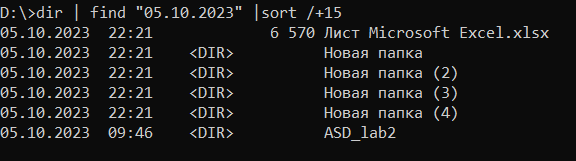 D:\>dir | find "05.10.2023" |sort /+15
05.10.2023  22:21             6 570 Лист Microsoft Excel.xlsx
05.10.2023  22:21    <DIR>          Новая папка
05.10.2023  22:21    <DIR>          Новая папка (2)
05.10.2023  22:21    <DIR>          Новая папка (3)
05.10.2023  22:21    <DIR>          Новая папка (4)
05.10.2023  09:46    <DIR>          ASD_lab2